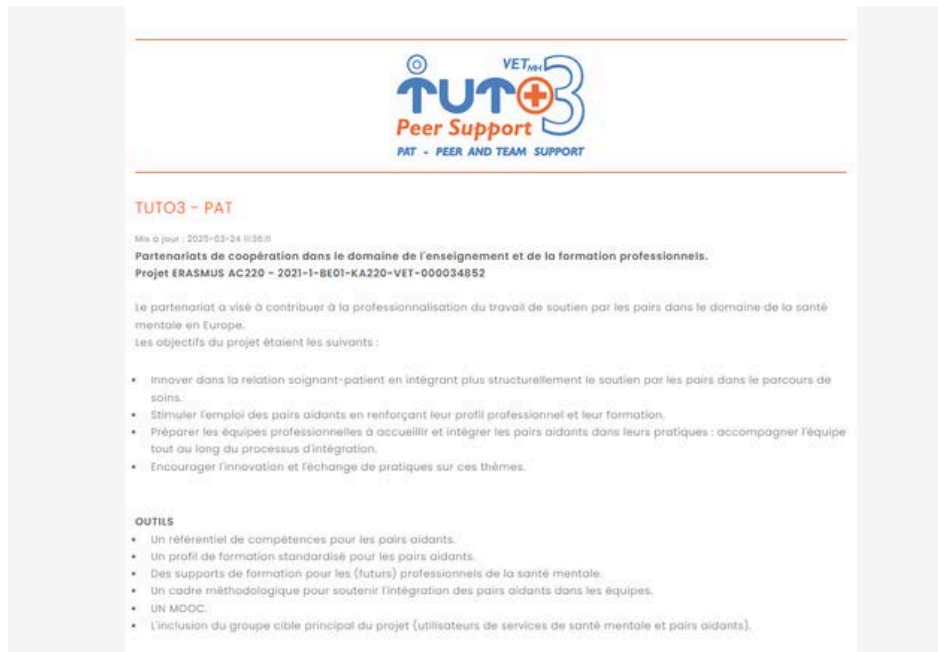 VETMH
TUTO3
Peer Support
PAT - PEER AND TEAM SUPPORT
TUTO3 - PAT
Mis à jour : 2025-03-24 11:36:11
Partenariats de coopération dans le domaine de l'enseignement et de la formation professionnels.
Projet ERASMUS AC220 - 2021-1-BE01-KA220-VET-000034852
Le partenariat a visé à contribuer à la professionnalisation du travail de soutien par les pairs dans le domaine de la santé
mentale en Europe.
Les objectifs du projet étaient les suivants :
• Innover dans la relation soignant-patient en intégrant plus structurellement le soutien par les pairs dans le parcours de
soins.
• Stimuler l'emploi des pairs aidants en renforçant leur profil professionnel et leur formation.
• Préparer les équipes professionnelles à accueillir et intégrer les pairs aidants dans leurs pratiques : accompagner l'équipe
tout au long du processus d'intégration.
• Encourager l'innovation et l'échange de pratiques sur ces thèmes.
OUTILS
• Un référentiel de compétences pour les pairs aidants.
• Un profil de formation standardisé pour les pairs aidants.
• Des supports de formation pour les (futurs) professionnels de la santé mentale.
• Un cadre méthodologique pour soutenir l'intégration des pairs aidants dans les équipes.
• UN MOOC.
• L'inclusion du groupe cible principal du projet (utilisateurs de services de santé mentale et pairs aidants).